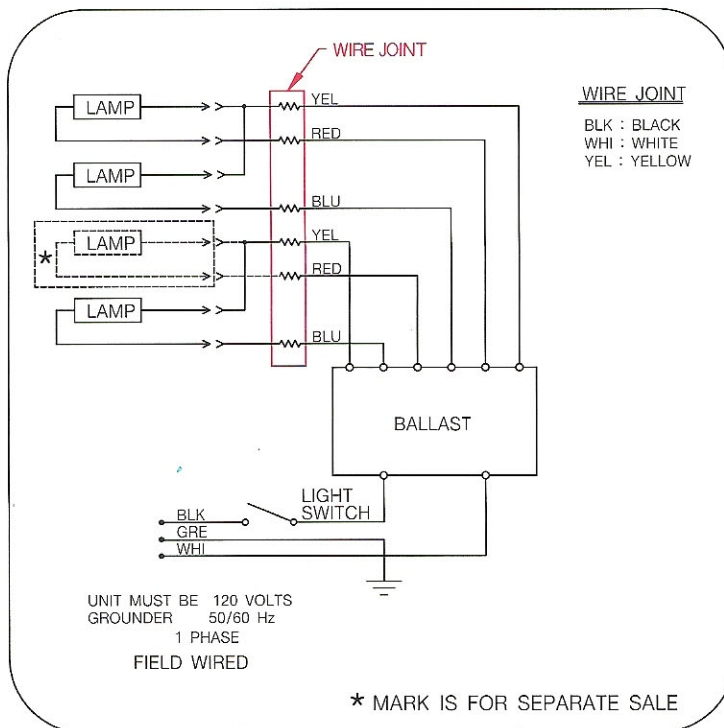 WIRE JOINT
LAMP
YEL
RED
LAMP
BLU
LAMP
YEL
*
RED
LAMP
BLU
WIRE JOINT
BLK : BLACK
WHI : WHITE
YEL : YELLOW
BALLAST
LIGHT
SWITCH
BLK
GRE
WHI
UNIT MUST BE 120 VOLTS
GROUNDER 50/60 Hz
1 PHASE
FIELD WIRED
* MARK IS FOR SEPARATE SALE